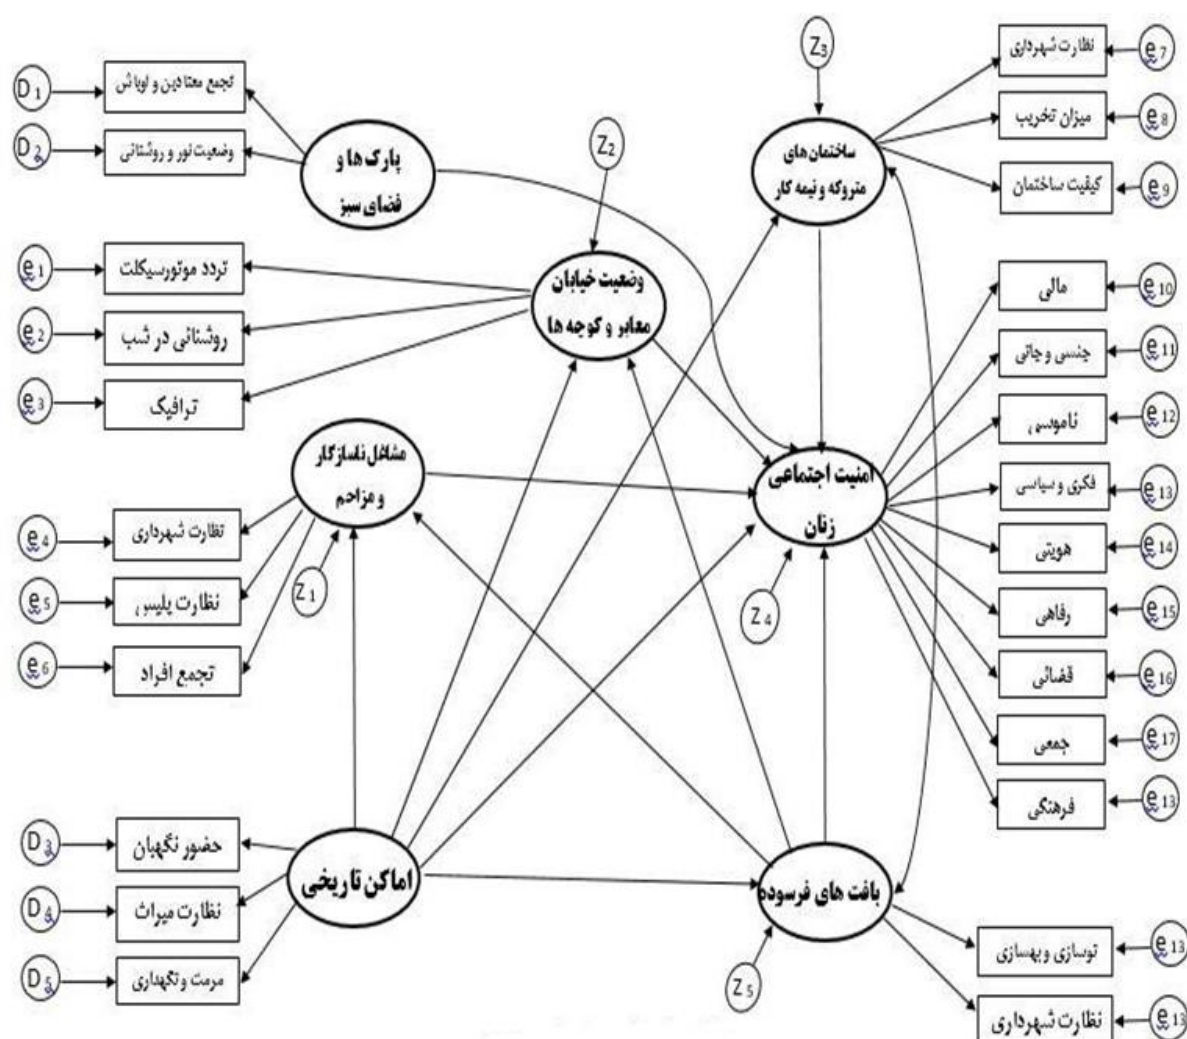 Z3
نظارت شهرداری
e7
D1
تجمع معتادین و اوباش
میزان تخریب
e8
D2
وضعیت نور و روشنائی
پارک ها و
فضای سبز
Z2
ساختمان های
متروکه و نیمه کار
کیفیت ساختمان
e9
e1
تردد موتورسیکلت
وضعیت خیابان
معابر و کوچه ها
مالی
e10
e2
روشنائی در شب
جنسی و جانی
e11
e3
ترافیک
ناموسی
e12
مشاغل ناسازگار
و مزاحم
امنیت اجتماعی
زنان
فکری و سیاسی
e13
e4
نظارت شهرداری
هویتی
e14
e5
نظارت پلیس
Z1
Z4
رفاهی
e15
e6
تجمع افراد
قضائی
e16
جمعی
e17
فرهنگی
e13
D3
حضور نگهبان
اماکن تاریخی
بافت های فرسوده
D4
نظارت میراث
توسازی و بهسازی
e13
D5
مرمت و نگهداری
Z5
نظارت شهرداری
e13